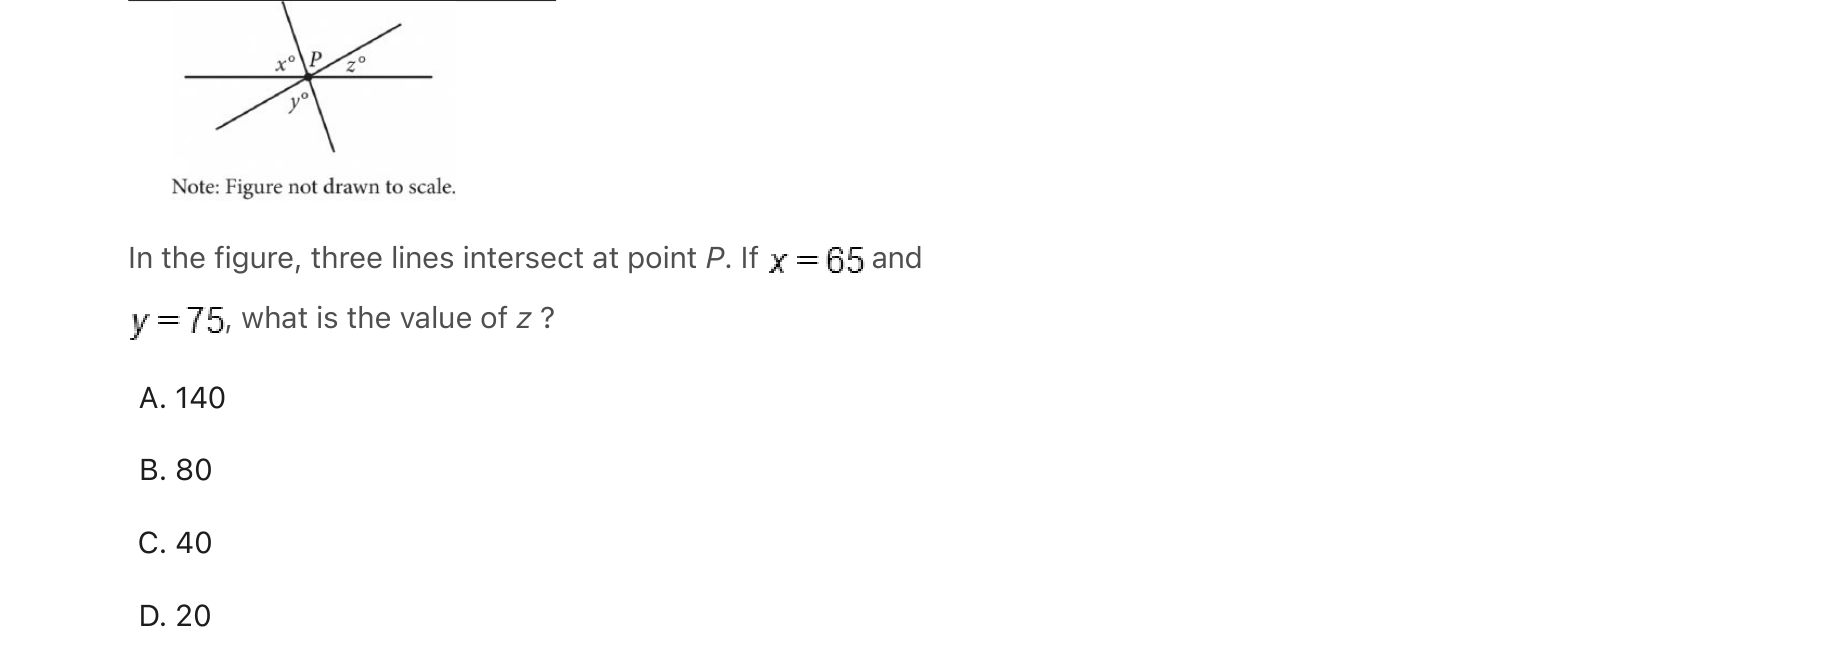 x° P z°
y°
Note: Figure not drawn to scale.
In the figure, three lines intersect at point P. If x = 65 and
y = 75, what is the value of z ?
A. 140
B. 80
C. 40
D. 20